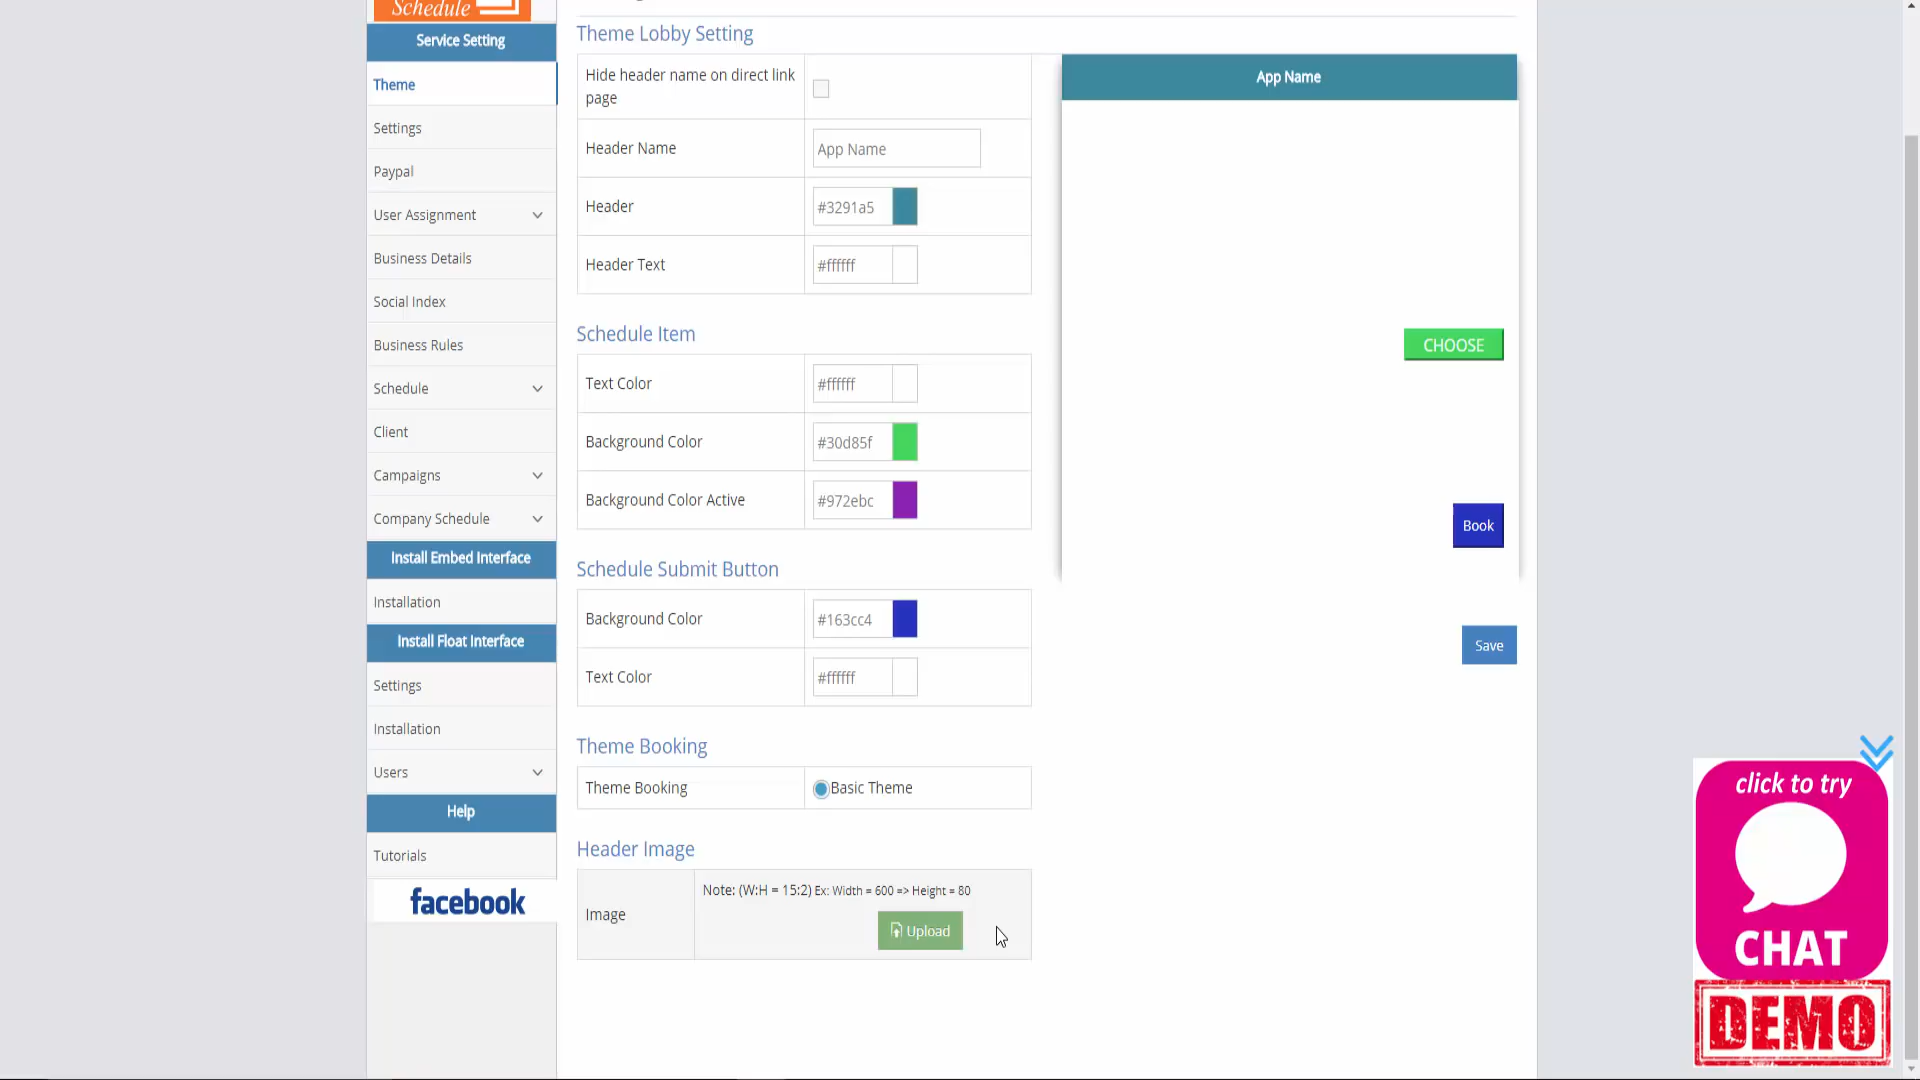 Schedule
Service Setting
Theme
Settings
Paypal
User Assignment
Business Details
Social Index
Business Rules
Schedule
Client
Campaigns
Company Schedule
Install Embed Interface
Installation
Install Float Interface
Settings
Installation
Users
Help
Tutorials
facebook
Theme Lobby Setting
Hide header name on direct link
page
Header Name
App Name
Header
#3291a5
Header Text
#ffffff
Schedule Item
Text Color
#ffffff
Background Color
#30d85f
Background Color Active
#972ebc
Schedule Submit Button
Background Color
#163cc4
Text Color
#ffffff
Theme Booking
Theme Booking
Basic Theme
Header Image
Image
Note: (W:H = 15:2) Ex: Width = 600 => Height = 80
Upload
App Name
CHOOSE
Book
Save
click to try
CHAT
DEMO